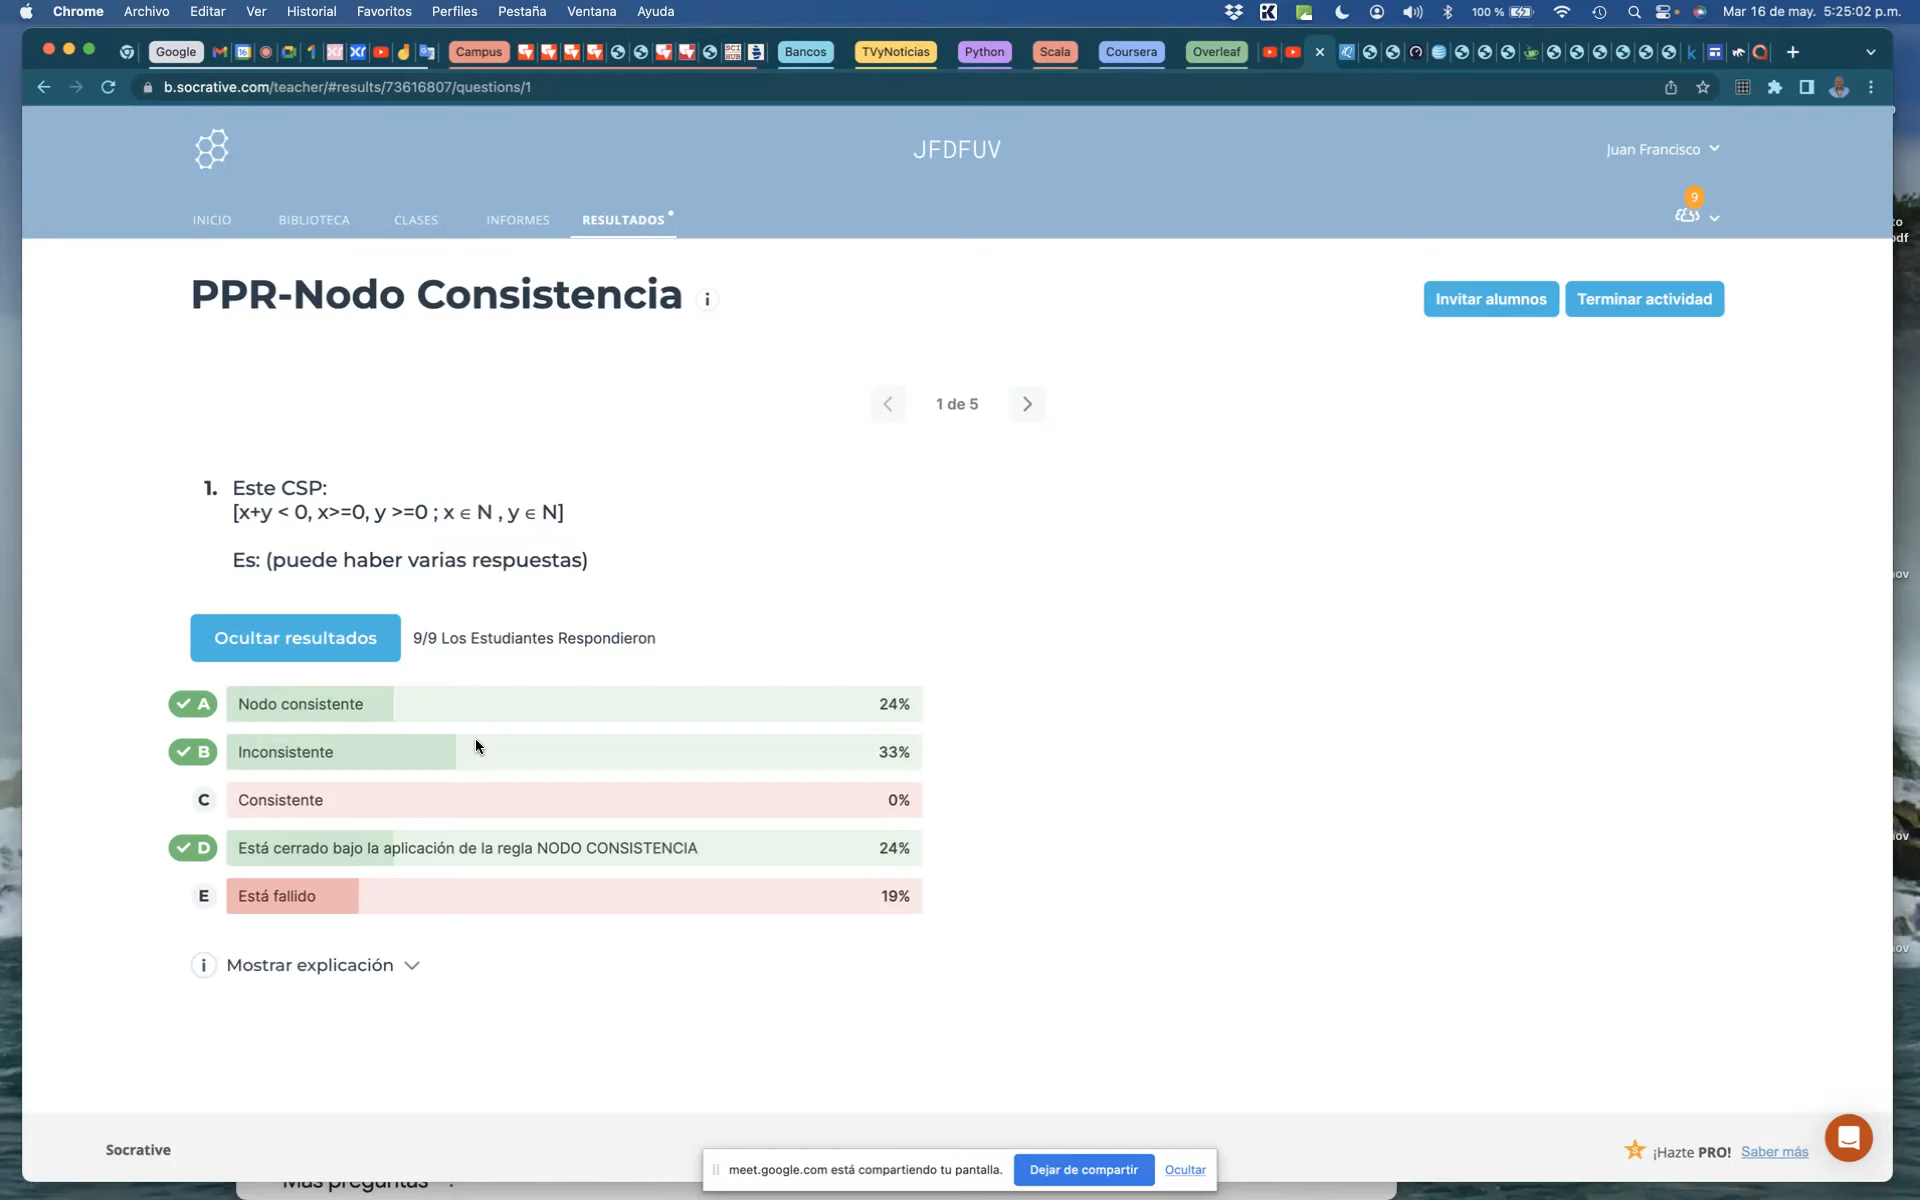 Chrome Archivo Editar Ver Historial Favoritos Perfiles Pestaña Ventana Ayuda 100 % Mar 16 de may. 5:25:02 p.m.
Google Campus Bancos TVyNoticias Python Scala Coursera Overleaf
b.socrative.com/teacher/#results/73616807/questions/1
JFDFUV
Juan Francisco
9
INICIO BIBLIOTECA CLASES INFORMES RESULTADOS
PPR-Nodo Consistencia
Invitar alumnos Terminar actividad
1 de 5
1. Este CSP:
[x+y < 0, x>=0, y >=0 ; x ∈ N , y ∈ N]
Es: (puede haber varias respuestas)
Ocultar resultados 9/9 Los Estudiantes Respondieron
A Nodo consistente 24%
B Inconsistente 33%
C Consistente 0%
D Está cerrado bajo la aplicación de la regla NODO CONSISTENCIA 24%
E Está fallido 19%
Mostrar explicación
Socrative
¡Hazte PRO! Saber más
meet.google.com está compartiendo tu pantalla. Dejar de compartir Ocultar